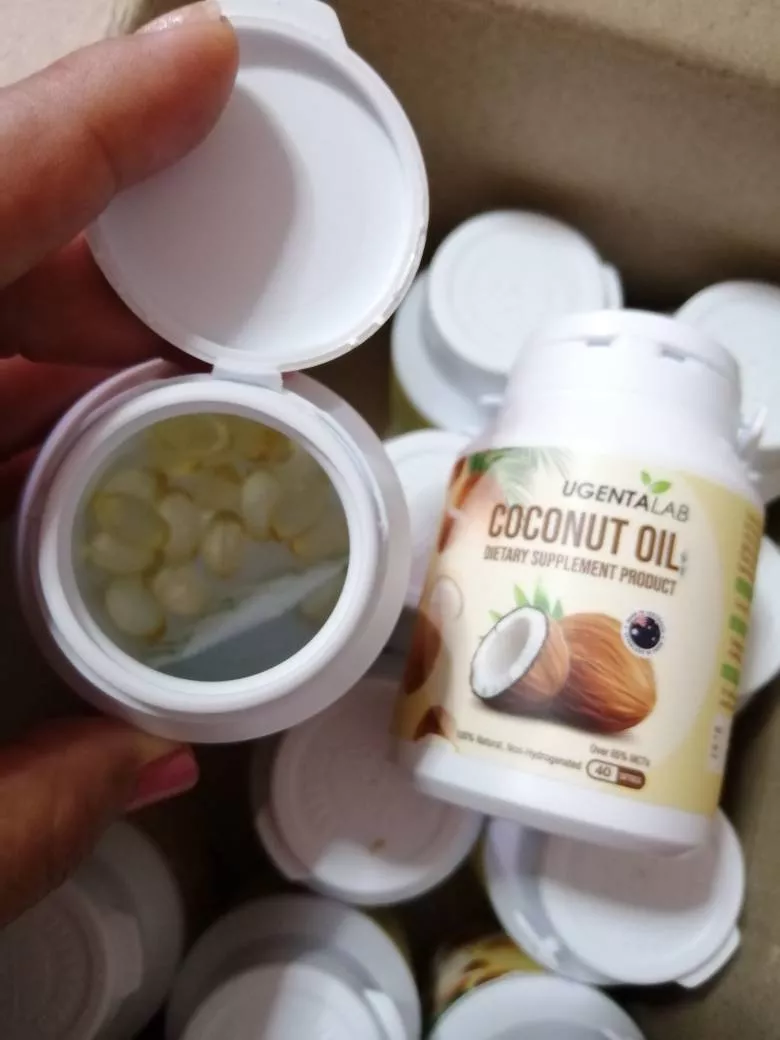 UGENTALAB
COCONUT OIL
DIETARY SUPPLEMENT PRODUCT
100% Natural, Non-Hydrogenated
Over 65% MCTs
40